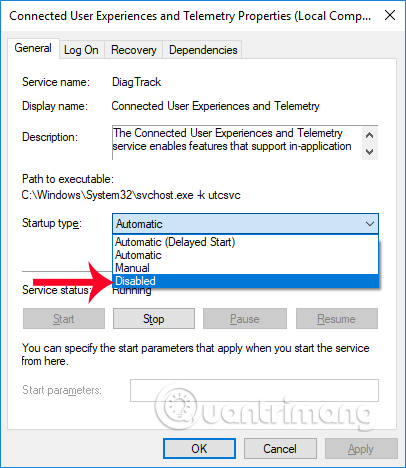 Connected User Experiences and Telemetry Properties (Local Comp...
General Log On Recovery Dependencies
Service name: DiagTrack
Display name: Connected User Experiences and Telemetry
Description: The Connected User Experiences and Telemetry
service enables features that support in-application
Path to executable:
C:\Windows\System32\svchost.exe -k utcsvc
Startup type: Automatic
Automatic (Delayed Start)
Automatic
Manual
Disabled
Service status: Running
Start Stop Pause Resume
You can specify the start parameters that apply when you start the service
from here.
Start parameters:
Quantrimang
OK Cancel Apply